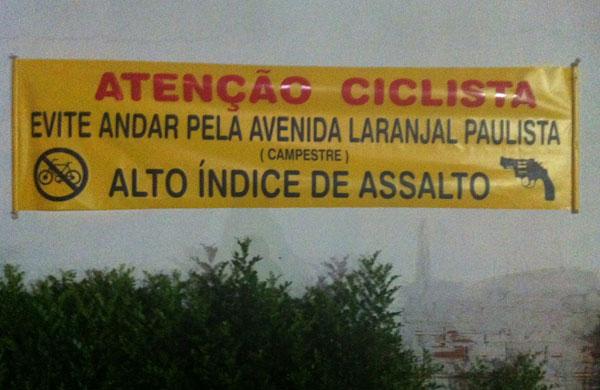 ATENÇÃO CICLISTA
EVITE ANDAR PELA AVENIDA LARANJAL PAULISTA
( CAMPESTRE )
ALTO ÍNDICE DE ASSALTO